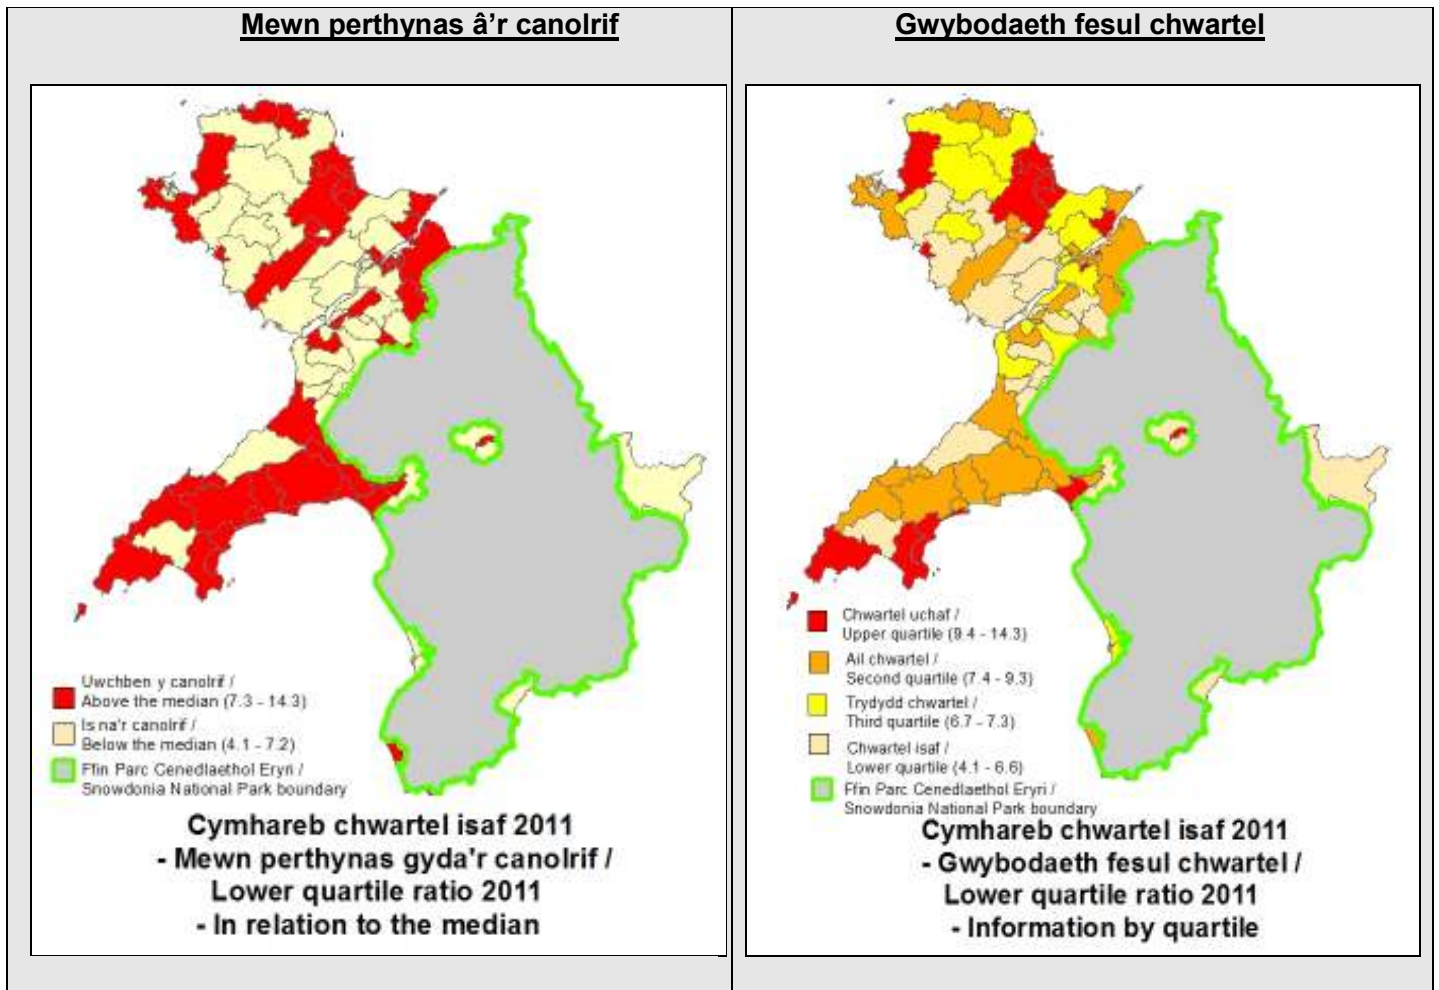 Mewn perthynas â’r canolrif
Uwchben y canolrif /
Above the median (7.3 - 14.3)
Is na'r canolrif /
Below the median (4.1 - 7.2)
Ffin Parc Cenedlaethol Eryri /
Snowdonia National Park boundary
Cymhareb chwartel isaf 2011
- Mewn perthynas gyda'r canolrif /
Lower quartile ratio 2011
- In relation to the median
Gwybodaeth fesul chwartel
Chwartel uchaf /
Upper quartile (9.4 - 14.3)
Ail chwartel /
Second quartile (7.4 - 9.3)
Trydydd chwartel /
Third quartile (6.7 - 7.3)
Chwartel isaf /
Lower quartile (4.1 - 6.6)
Ffin Parc Cenedlaethol Eryri /
Snowdonia National Park boundary
Cymhareb chwartel isaf 2011
- Gwybodaeth fesul chwartel /
Lower quartile ratio 2011
- Information by quartile